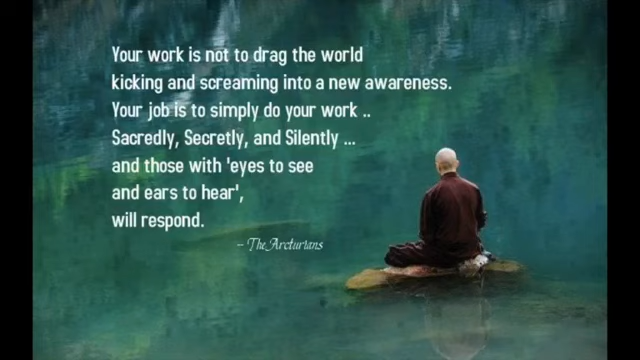 Your work is not to drag the world
kicking and screaming into a new awareness.
Your job is to simply do your work ..
Sacredly, Secretly, and Silently ...
and those with 'eyes to see
and ears to hear',
will respond.
- The Arcturians